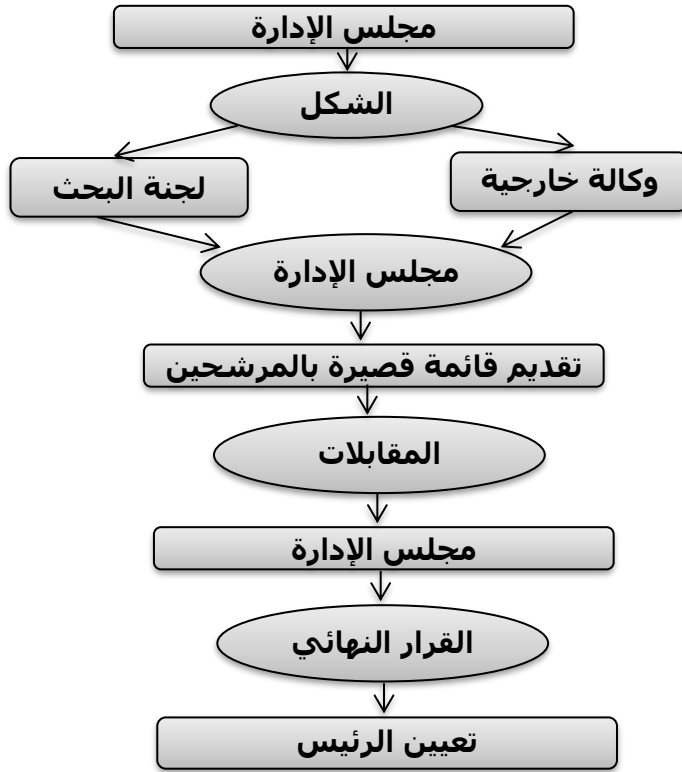 مجلس الإدارة
الشكل
وكالة خارجية
لجنة البحث
مجلس الإدارة
تقديم قائمة قصيرة بالمرشحين
المقابلات
مجلس الإدارة
القرار النهائي
تعيين الرئيس